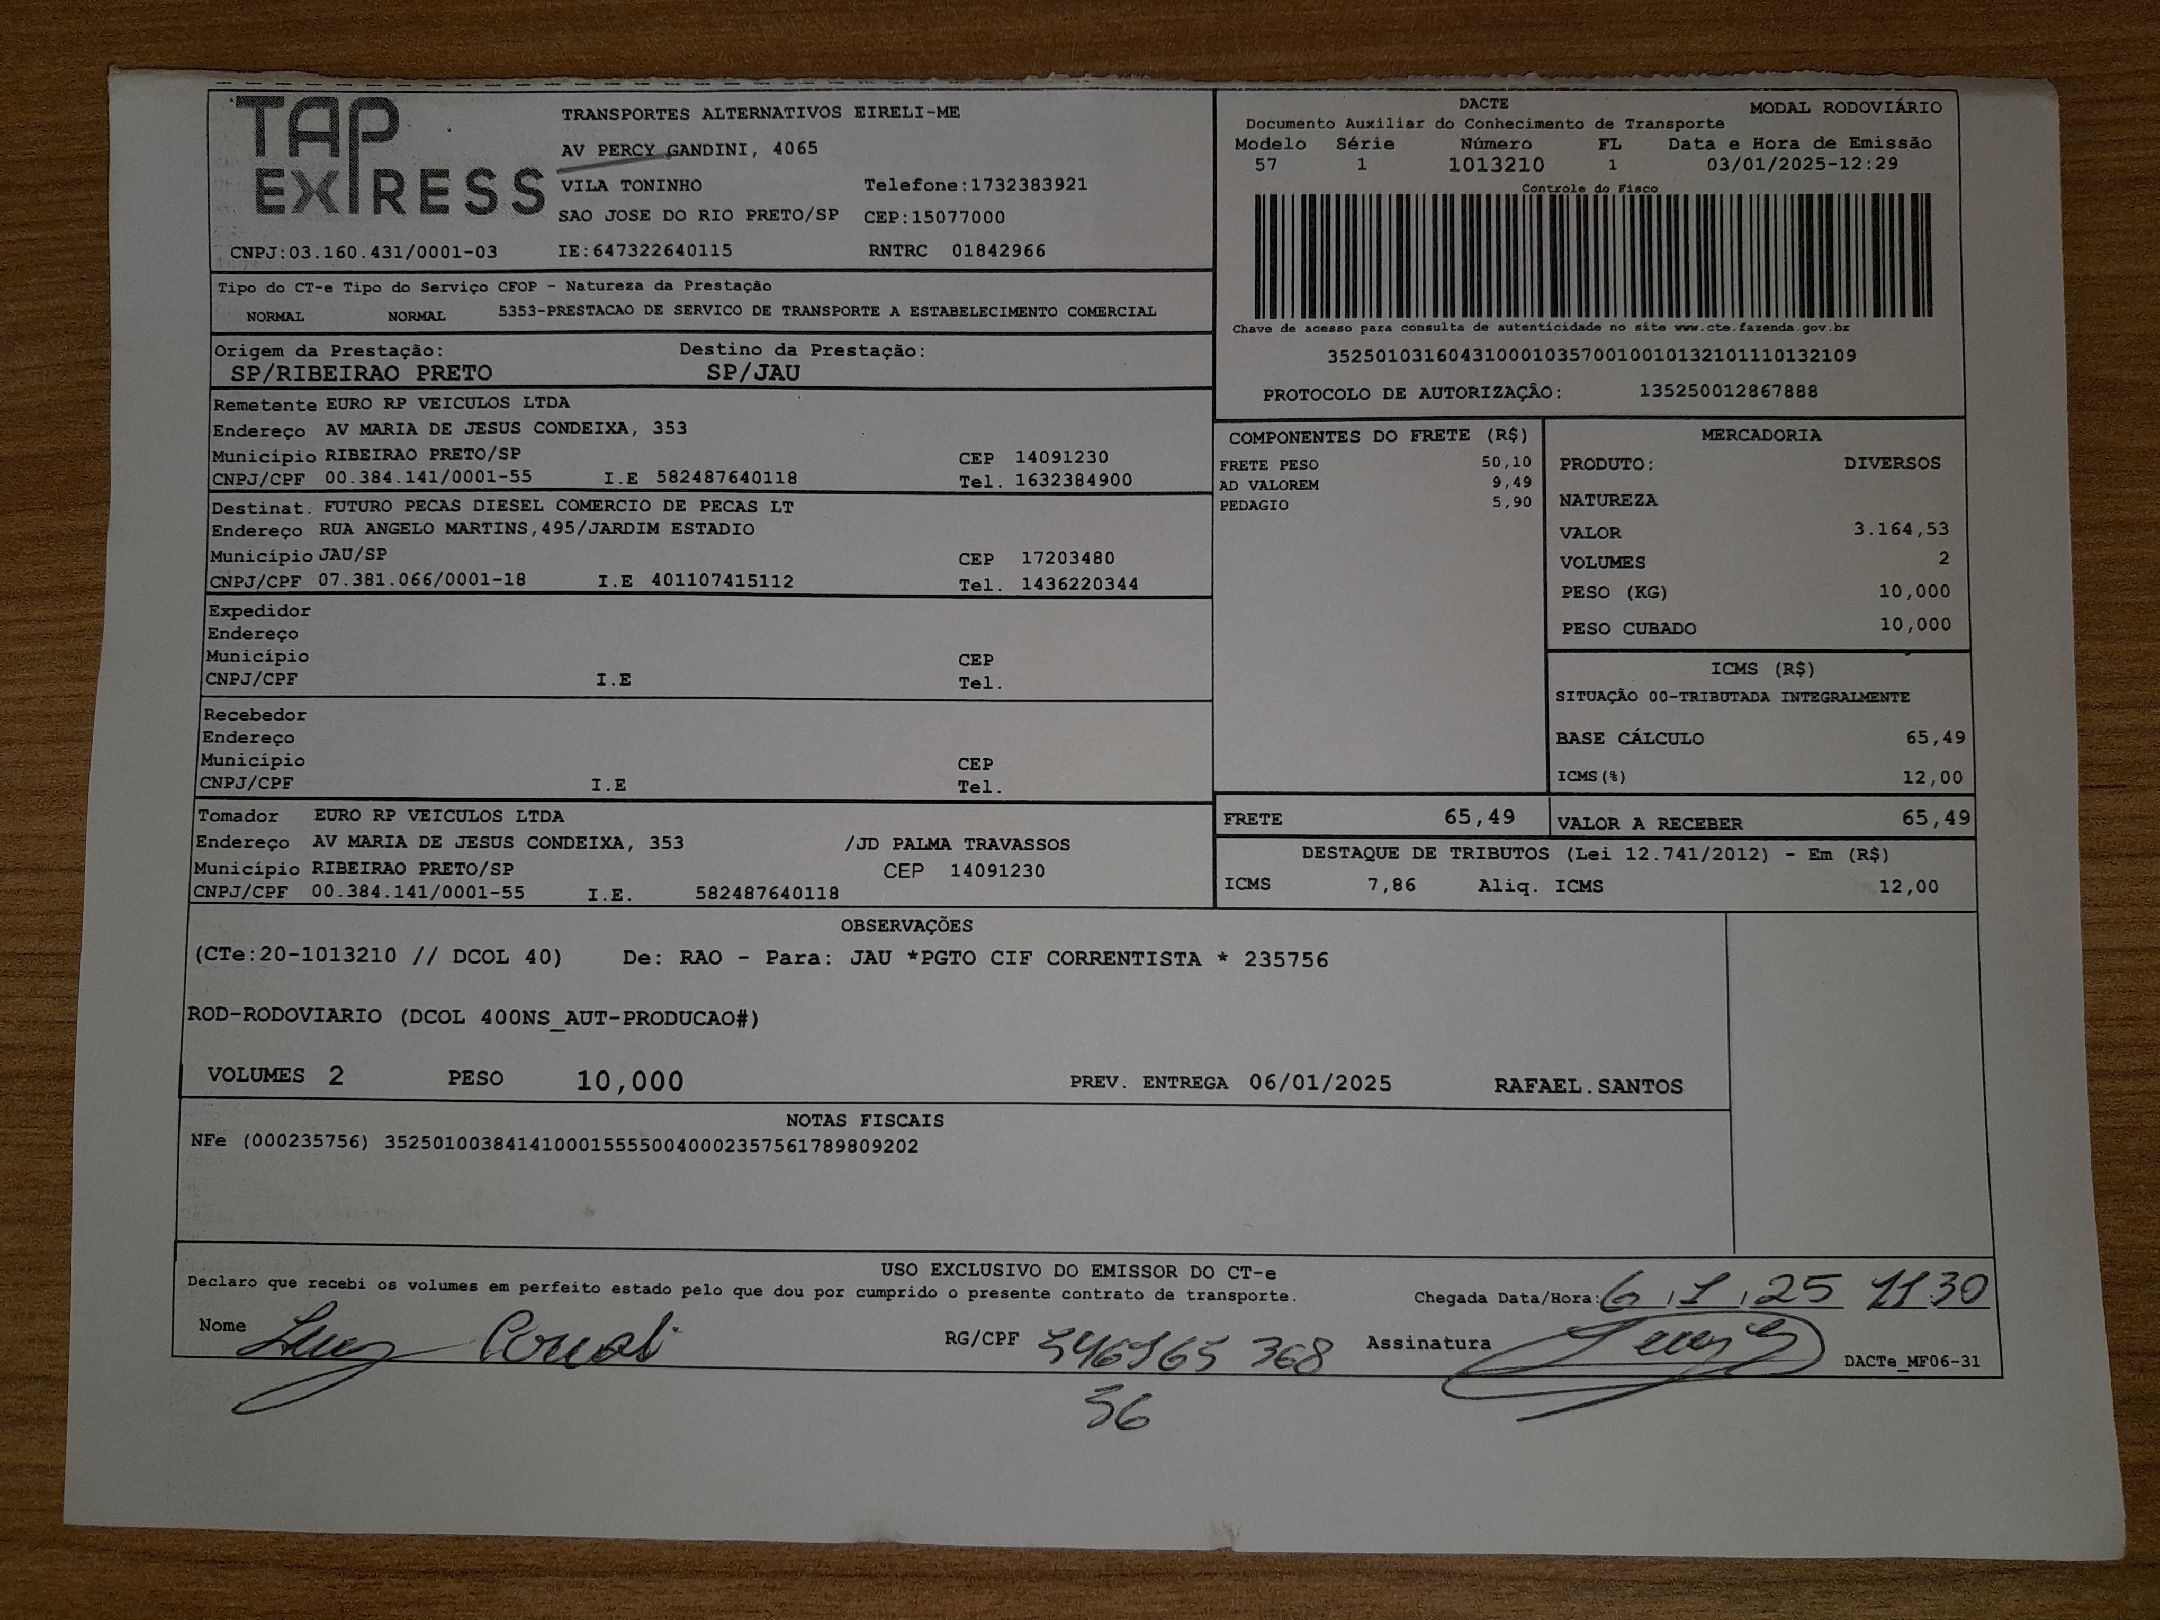 TAP
EXPRESS
TRANSPORTES ALTERNATIVOS EIRELI-ME
AV PERCY GANDINI, 4065
VILA TONINHO Telefone:1732383921
SAO JOSE DO RIO PRETO/SP CEP:15077000
CNPJ:03.160.431/0001-03 IE:647322640115 RNTRC 01842966
DACTE MODAL RODOVIÁRIO
Documento Auxiliar do Conhecimento de Transporte
Modelo Série Número FL Data e Hora de Emissão
57 1 1013210 1 03/01/2025-12:29
Controle do Fisco
Chave de acesso para consulta de autenticidade no site www.cte.fazenda.gov.br
35250103160431000103570010010132101110132109
PROTOCOLO DE AUTORIZAÇÃO: 135250012867888
Tipo do CT-e Tipo do Serviço CFOP - Natureza da Prestação
NORMAL NORMAL 5353-PRESTACAO DE SERVICO DE TRANSPORTE A ESTABELECIMENTO COMERCIAL
Origem da Prestação: Destino da Prestação:
SP/RIBEIRAO PRETO SP/JAU
Remetente EURO RP VEICULOS LTDA
Endereço AV MARIA DE JESUS CONDEIXA, 353
Município RIBEIRAO PRETO/SP CEP 14091230
CNPJ/CPF 00.384.141/0001-55 I.E 582487640118 Tel. 1632384900
Destinat. FUTURO PECAS DIESEL COMERCIO DE PECAS LT
Endereço RUA ANGELO MARTINS,495/JARDIM ESTADIO
Município JAU/SP CEP 17203480
CNPJ/CPF 07.381.066/0001-18 I.E 401107415112 Tel. 1436220344
Expedidor
Endereço
Município CEP
CNPJ/CPF I.E Tel.
Recebedor
Endereço
Município CEP
CNPJ/CPF I.E Tel.
Tomador EURO RP VEICULOS LTDA
Endereço AV MARIA DE JESUS CONDEIXA, 353 /JD PALMA TRAVASSOS
Município RIBEIRAO PRETO/SP CEP 14091230
CNPJ/CPF 00.384.141/0001-55 I.E. 582487640118
COMPONENTES DO FRETE (R$)
FRETE PESO 50,10
AD VALOREM 9,49
PEDAGIO 5,90
MERCADORIA
PRODUTO: DIVERSOS
NATUREZA
VALOR 3.164,53
VOLUMES 2
PESO (KG) 10,000
PESO CUBADO 10,000
ICMS (R$)
SITUAÇÃO 00-TRIBUTADA INTEGRALMENTE
BASE CÁLCULO 65,49
ICMS(%) 12,00
FRETE 65,49 VALOR A RECEBER 65,49
DESTAQUE DE TRIBUTOS (Lei 12.741/2012) - Em (R$)
ICMS 7,86 Aliq. ICMS 12,00
OBSERVAÇÕES
(CTe:20-1013210 // DCOL 40) De: RAO - Para: JAU *PGTO CIF CORRENTISTA * 235756
ROD-RODOVIARIO (DCOL 400NS_AUT-PRODUCAO#)
VOLUMES 2 PESO 10,000 PREV. ENTREGA 06/01/2025 RAFAEL.SANTOS
NOTAS FISCAIS
NFe (000235756) 35250100384141000155550040002357561789809202
USO EXCLUSIVO DO EMISSOR DO CT-e
Declaro que recebi os volumes em perfeito estado pelo que dou por cumprido o presente contrato de transporte.
Chegada Data/Hora: 6,1,25 11:30
Nome RG/CPF Assinatura
DACTe_MF06-31